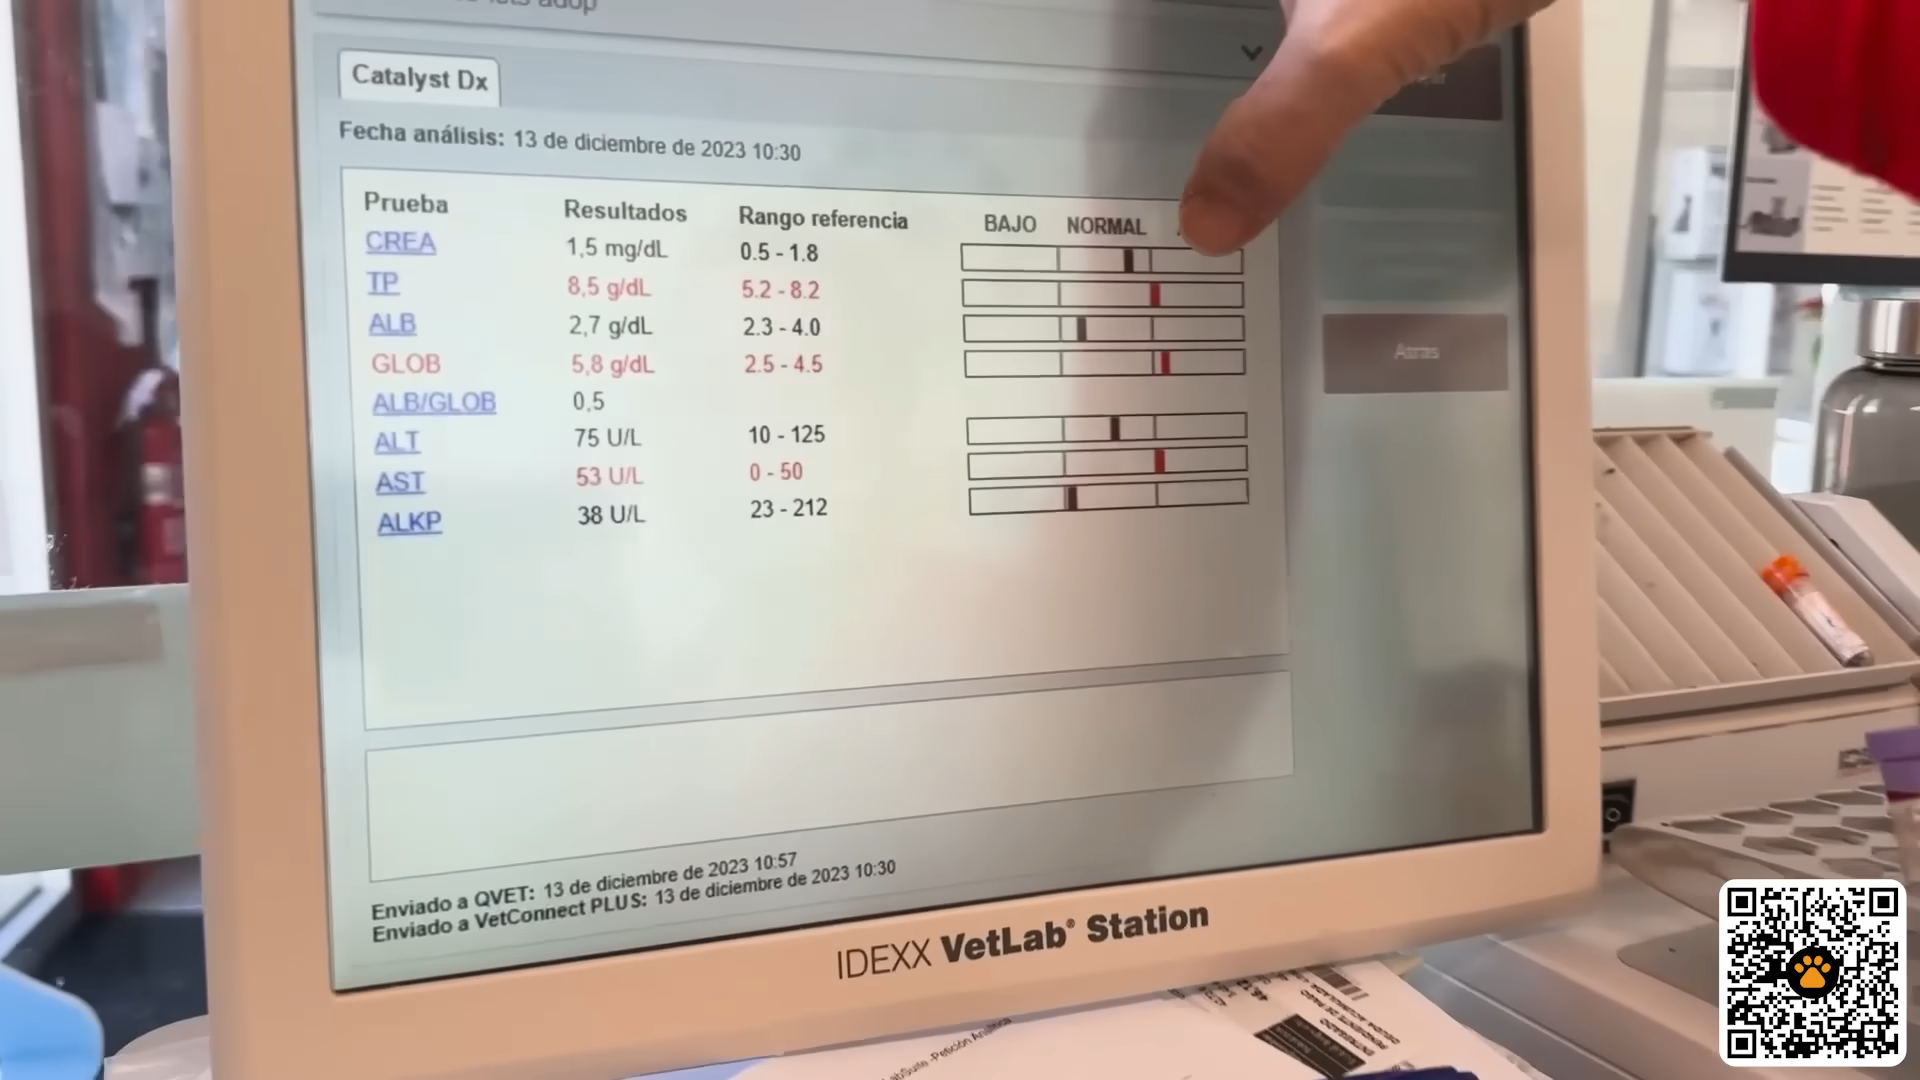 Catalyst Dx
Fecha análisis: 13 de diciembre de 2023 10:30
Prueba Resultados Rango referencia BAJO NORMAL
CREA 1,5 mg/dL 0.5 - 1.8
TP 8,5 g/dL 5.2 - 8.2
ALB 2,7 g/dL 2.3 - 4.0
GLOB 5,8 g/dL 2.5 - 4.5
ALB/GLOB 0,5
ALT 75 U/L 10 - 125
AST 53 U/L 0 - 50
ALKP 38 U/L 23 - 212
Atras
Enviado a QVET: 13 de diciembre de 2023 10:57
Enviado a VetConnect PLUS: 13 de diciembre de 2023 10:30
IDEXX VetLab® Station
-Petición Analítica